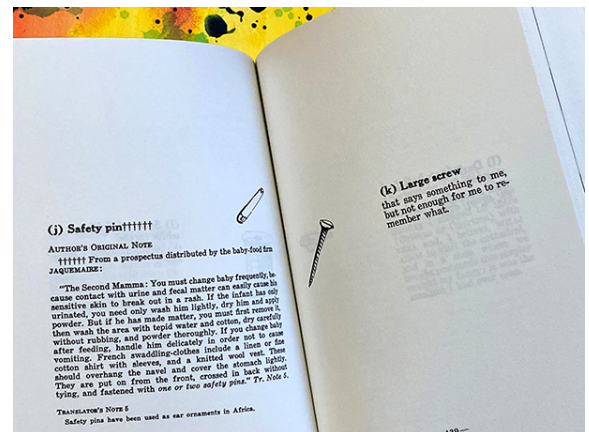 (j) Safety pin††††††
AUTHOR'S ORIGINAL NOTE
†††††† From a prospectus distributed by the baby-food firm
JAQUEMAIRE:
"The Second Mamma: You must change baby frequently, be-
cause contact with urine and fecal matter can easily cause his
sensitive skin to break out in a rash. If the infant has only
urinated, you need only wash him lightly, dry him and apply
powder. But if he has made matter, you must first remove it,
then wash the area with tepid water and cotton, dry carefully
without rubbing, and powder thoroughly. If you change baby
after feeding, handle him delicately in order not to cause
vomiting. French swaddling-clothes include a linen or fine
cotton shirt with sleeves, and a knitted wool vest. These
should overhang the navel and cover the stomach lightly.
They are put on from the front, crossed in back without
tying, and fastened with one or two safety pins." Tr. Note 5.
TRANSLATOR'S NOTE 5
Safety pins have been used as ear ornaments in Africa.
(k) Large screw
that says something to me,
but not enough for me to re-
member what.